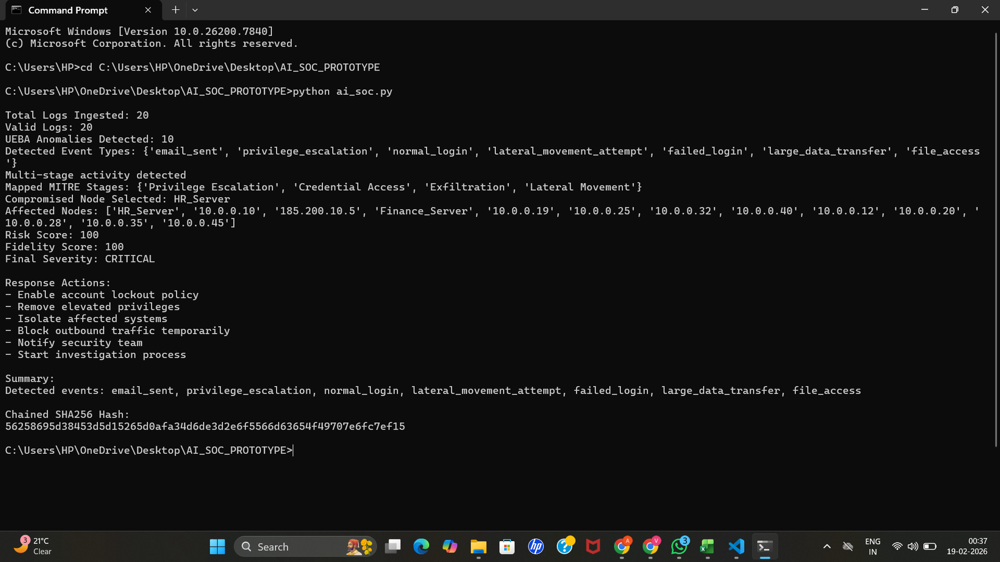 Command Prompt
Microsoft Windows [Version 10.0.26200.7840]
(c) Microsoft Corporation. All rights reserved.
C:\Users\HP>cd C:\Users\HP\OneDrive\Desktop\AI_SOC_PROTOTYPE
C:\Users\HP\OneDrive\Desktop\AI_SOC_PROTOTYPE>python ai_soc.py
Total Logs Ingested: 20
Valid Logs: 20
UEBA Anomalies Detected: 10
Detected Event Types: {'email_sent', 'privilege_escalation', 'normal_login', 'lateral_movement_attempt', 'failed_login', 'large_data_transfer', 'file_access
'}
Multi-stage activity detected
Mapped MITRE Stages: {'Privilege Escalation', 'Credential Access', 'Exfiltration', 'Lateral Movement'}
Compromised Node Selected: HR_Server
Affected Nodes: ['HR_Server', '10.0.0.10', '185.200.10.5', 'Finance_Server', '10.0.0.19', '10.0.0.25', '10.0.0.32', '10.0.0.40', '10.0.0.12', '10.0.0.20', '
10.0.0.28', '10.0.0.35', '10.0.0.45']
Risk Score: 100
Fidelity Score: 100
Final Severity: CRITICAL
Response Actions:
- Enable account lockout policy
- Remove elevated privileges
- Isolate affected systems
- Block outbound traffic temporarily
- Notify security team
- Start investigation process
Summary:
Detected events: email_sent, privilege_escalation, normal_login, lateral_movement_attempt, failed_login, large_data_transfer, file_access
Chained SHA256 Hash:
56258695d38453d5d15265d0afa34d6de3d2e6f5566d63654f49707e6fc7ef15
C:\Users\HP\OneDrive\Desktop\AI_SOC_PROTOTYPE>
3
21°C
Clear
Search
hp
?
A
V
3
ENG
IN
00:37
19-02-2026